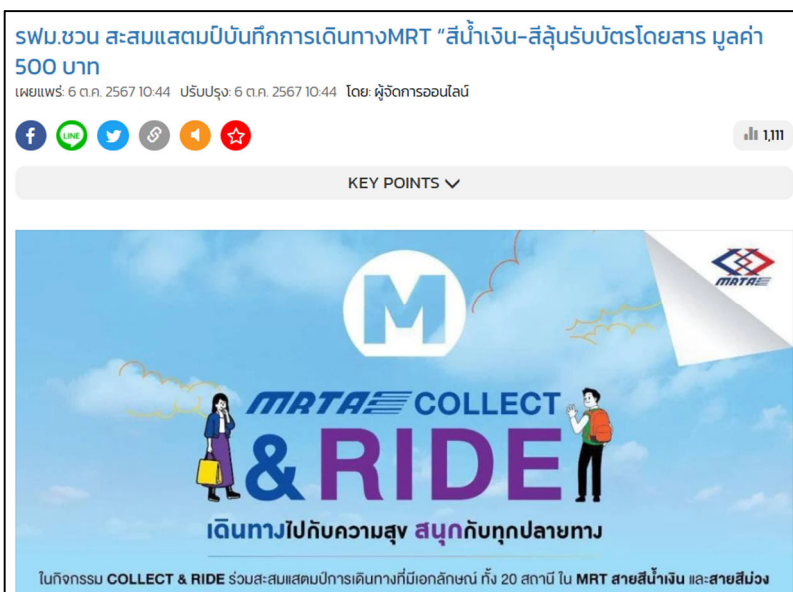 รฟม.ชวน สะสมแสตมป์บันทึกการเดินทางMRT “สีน้ำเงิน-สีลุ้นรับบัตรโดยสาร มูลค่า
500 บาท
เผยแพร่: 6 ต.ค. 2567 10:44 ปรับปรุง: 6 ต.ค. 2567 10:44 โดย: ผู้จัดการออนไลน์
LINE
1,111
KEY POINTS
M
MRTA
MRTA COLLECT
& RIDE
เดินทางไปกับความสุข สนุกกับทุกปลายทาง
ในกิจกรรม COLLECT & RIDE ร่วมสะสมแสตมป์การเดินทางที่มีเอกลักษณ์ ทั้ง 20 สถานี ใน MRT สายสีน้ำเงิน และสายสีม่วง